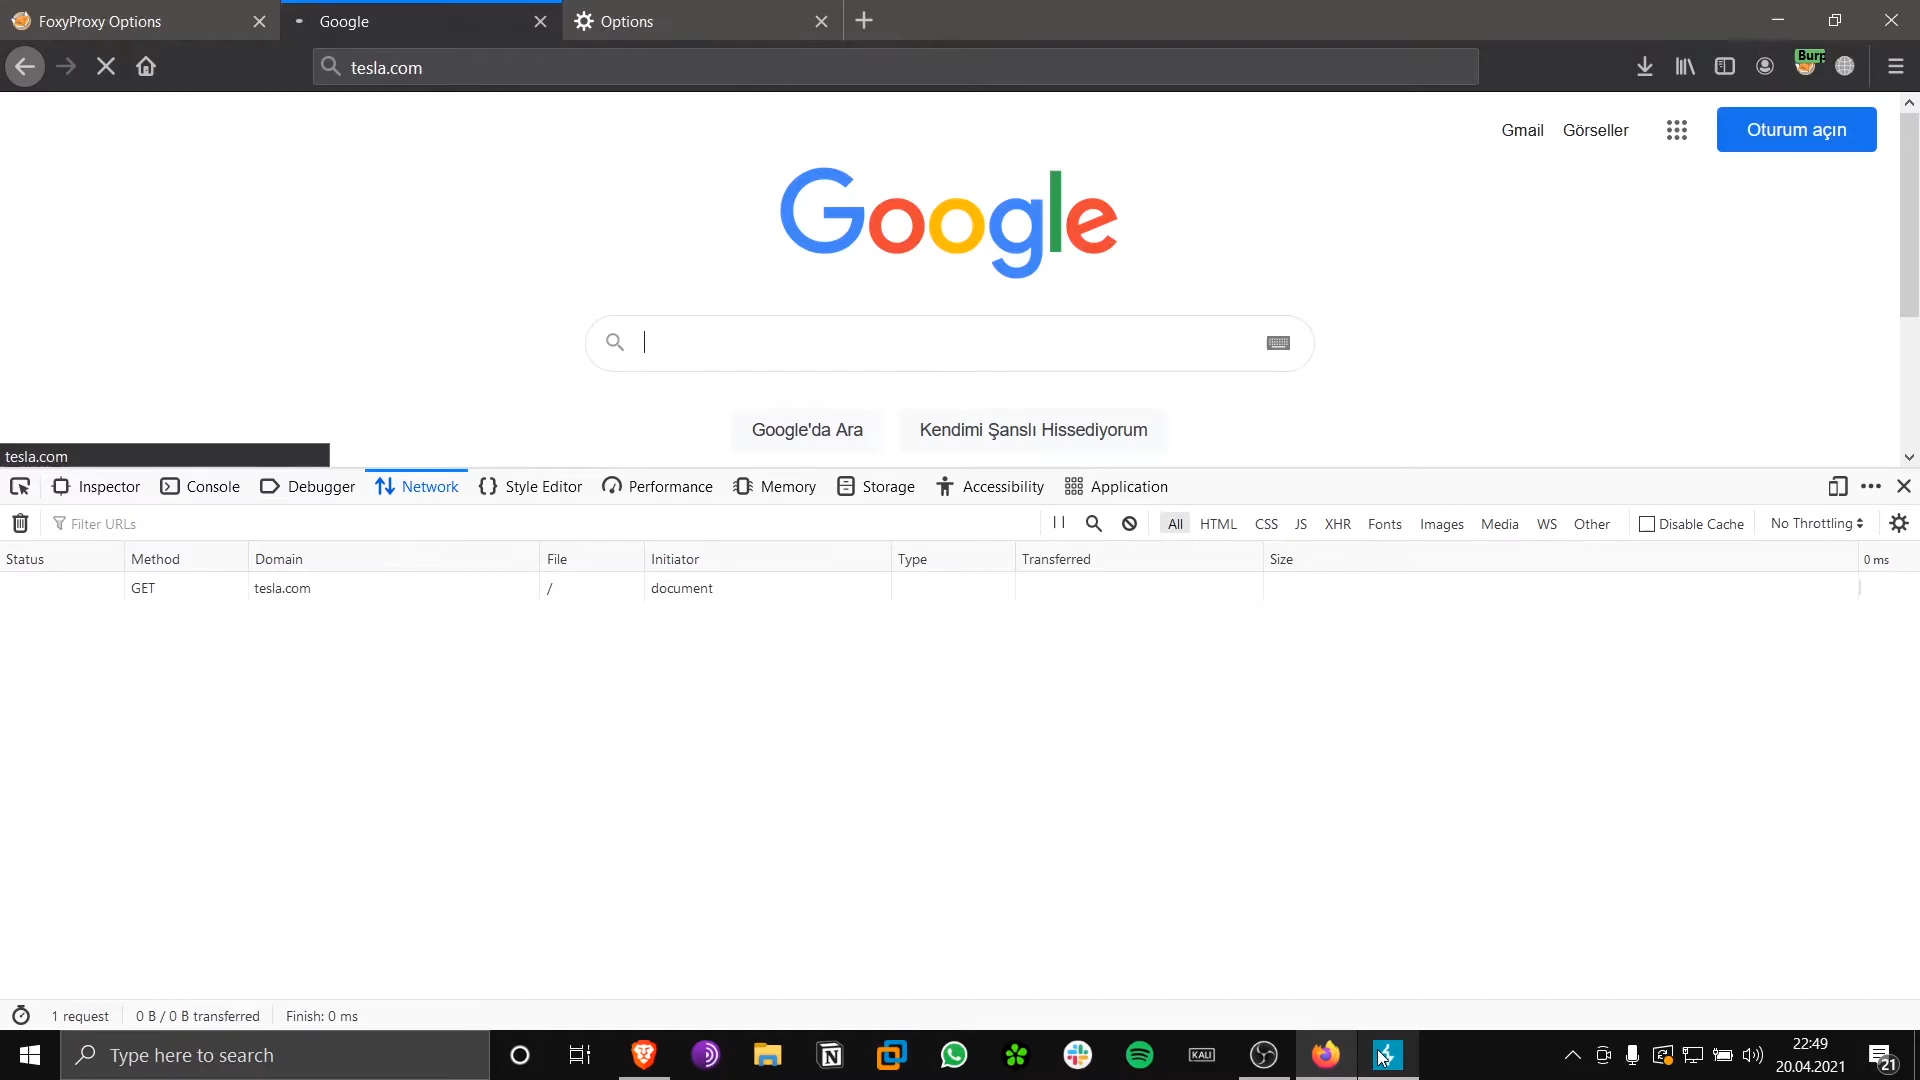 FoxyProxy Options
Google
Options
tesla.com
Burp
Gmail
Görseller
Oturum açın
Google
Google'da Ara
Kendimi Şanslı Hissediyorum
tesla.com
Inspector
Console
Debugger
Network
Style Editor
Performance
Memory
Storage
Accessibility
Application
Filter URLs
All
HTML
CSS
JS
XHR
Fonts
Images
Media
WS
Other
Disable Cache
No Throttling
Status
Method
Domain
File
Initiator
Type
Transferred
Size
0 ms
GET
tesla.com
/
document
1 request
0 B / 0 B transferred
Finish: 0 ms
Type here to search
KALI
22:49
20.04.2021
21